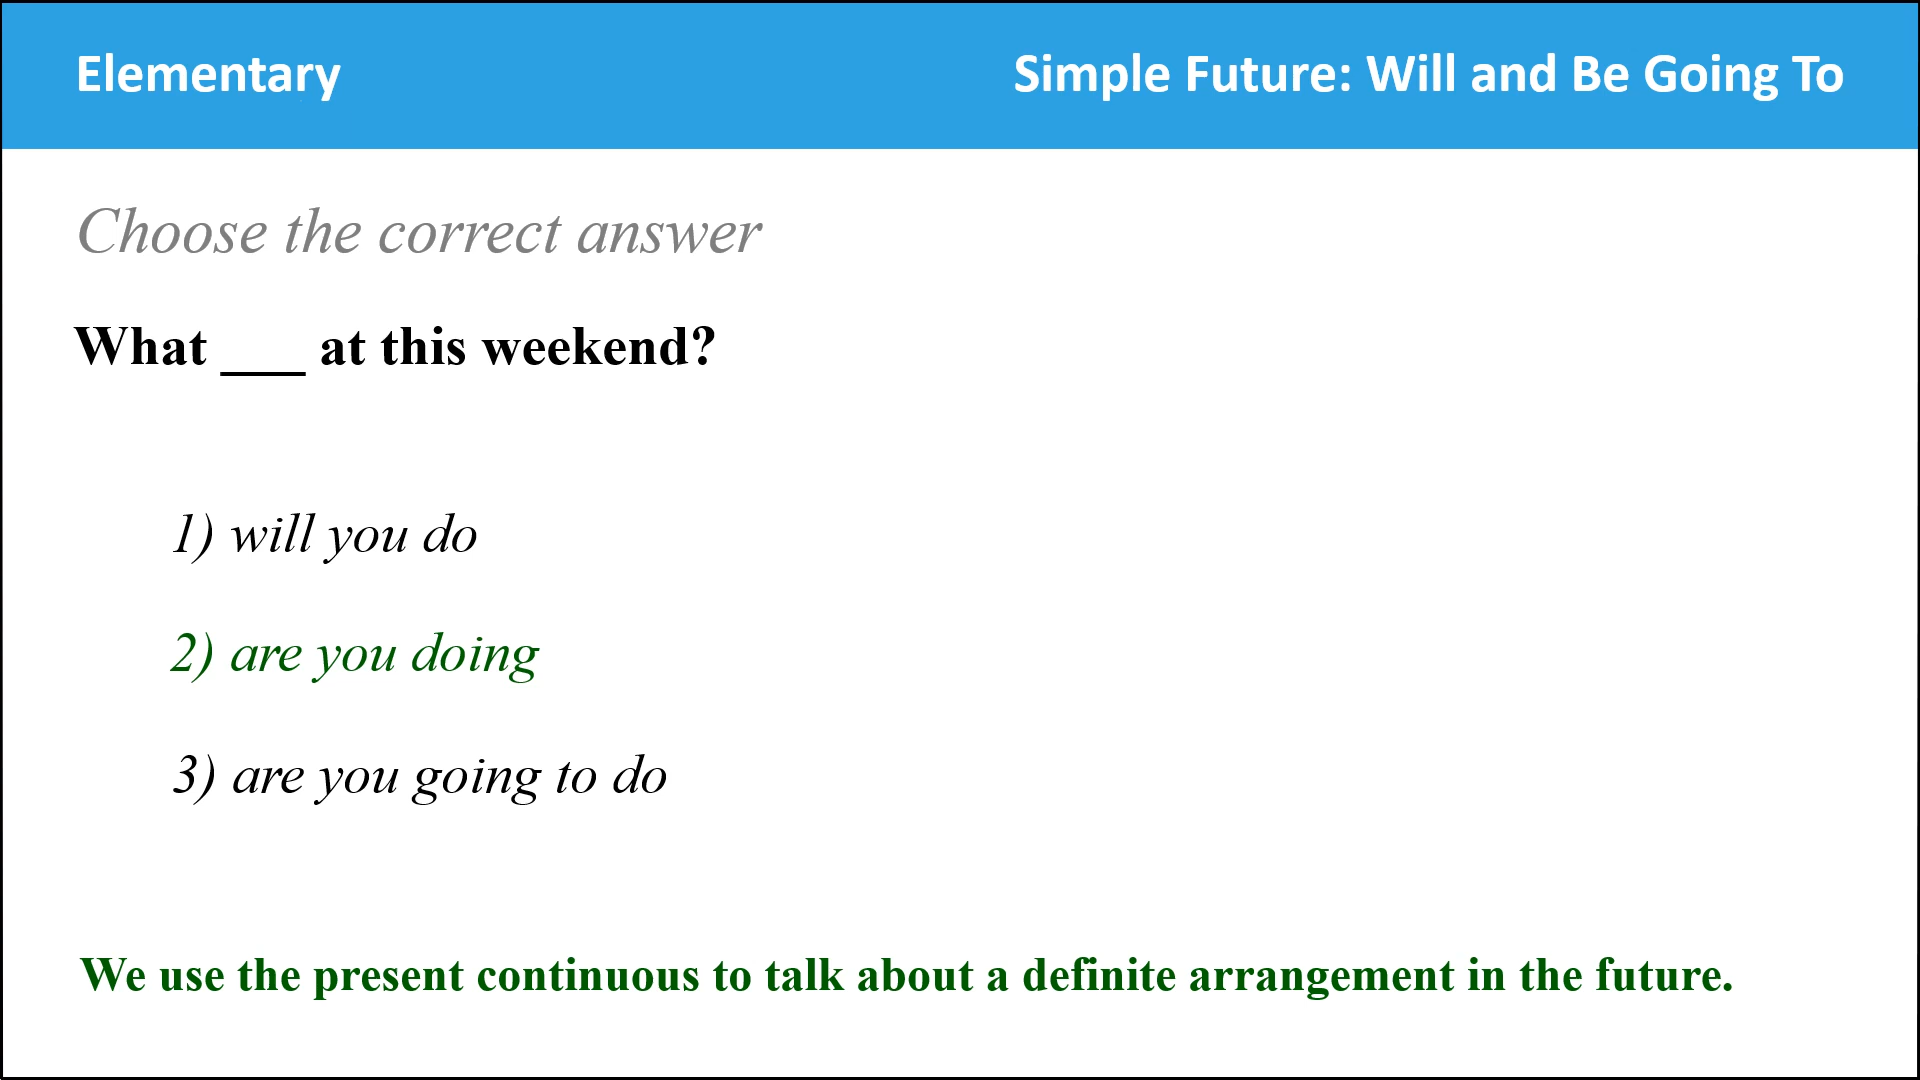 Elementary
Simple Future: Will and Be Going To
Choose the correct answer
What ___ at this weekend?
1) will you do
2) are you doing
3) are you going to do
We use the present continuous to talk about a definite arrangement in the future.